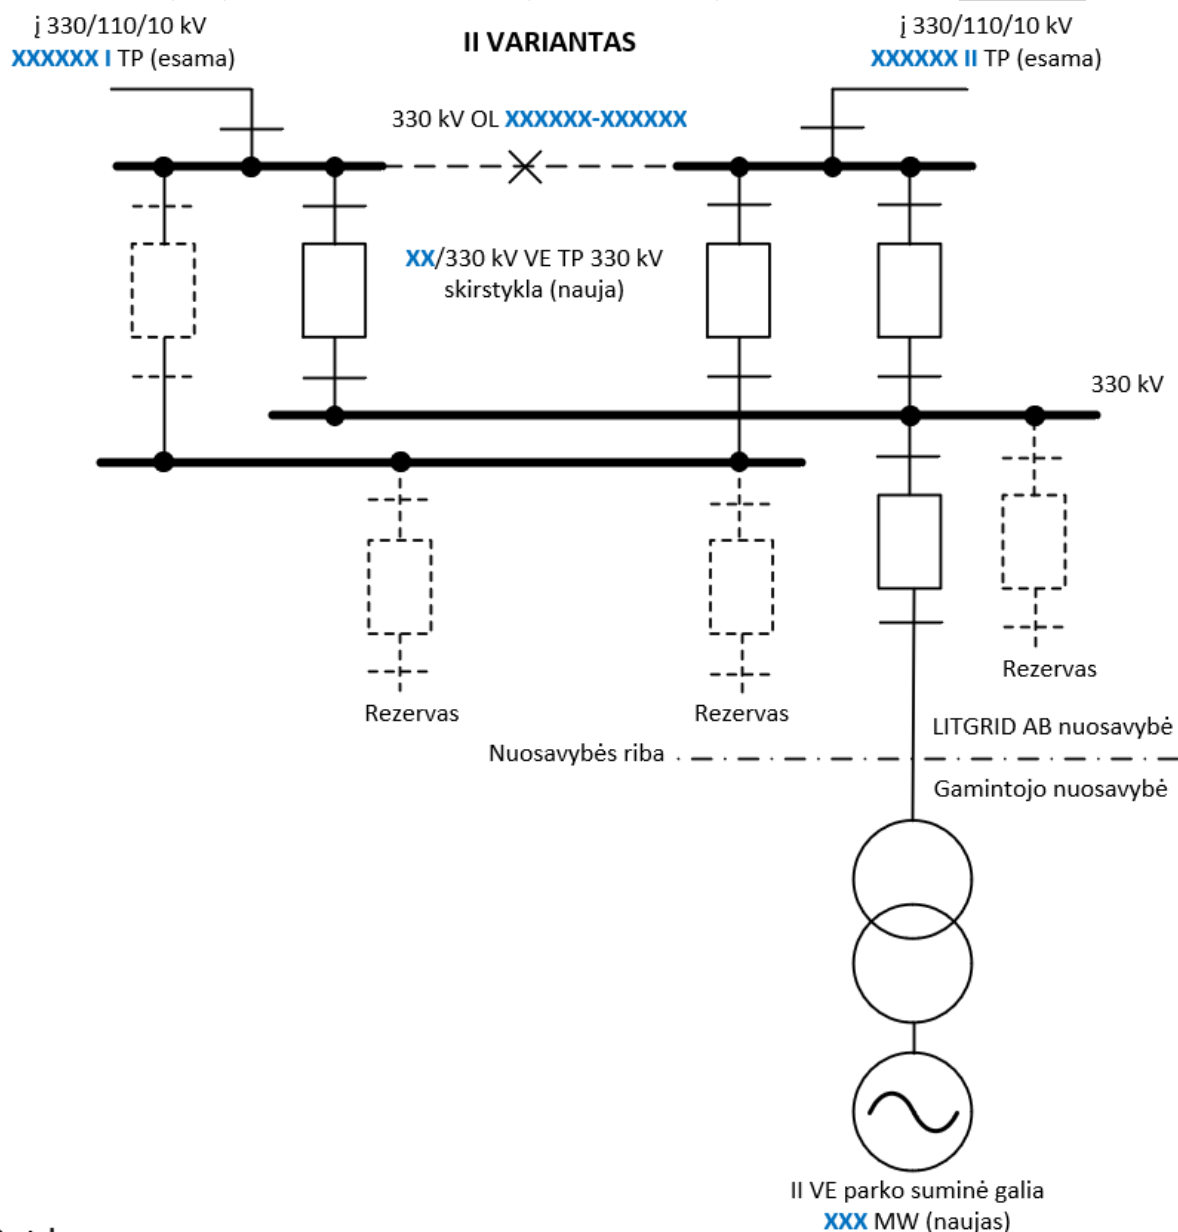 į 330/110/10 kV
XXXXXX I TP (esama)
II VARIANTAS
į 330/110/10 kV
XXXXXX II TP (esama)
330 kV OL XXXXXX-XXXXXX
XX/330 kV VE TP 330 kV
skirstykla (nauja)
330 kV
Rezervas
Rezervas
Rezervas
LITGRID AB nuosavybė
Nuosavybės riba
Gamintojo nuosavybė
II VE parko suminė galia
XXX MW (naujas)